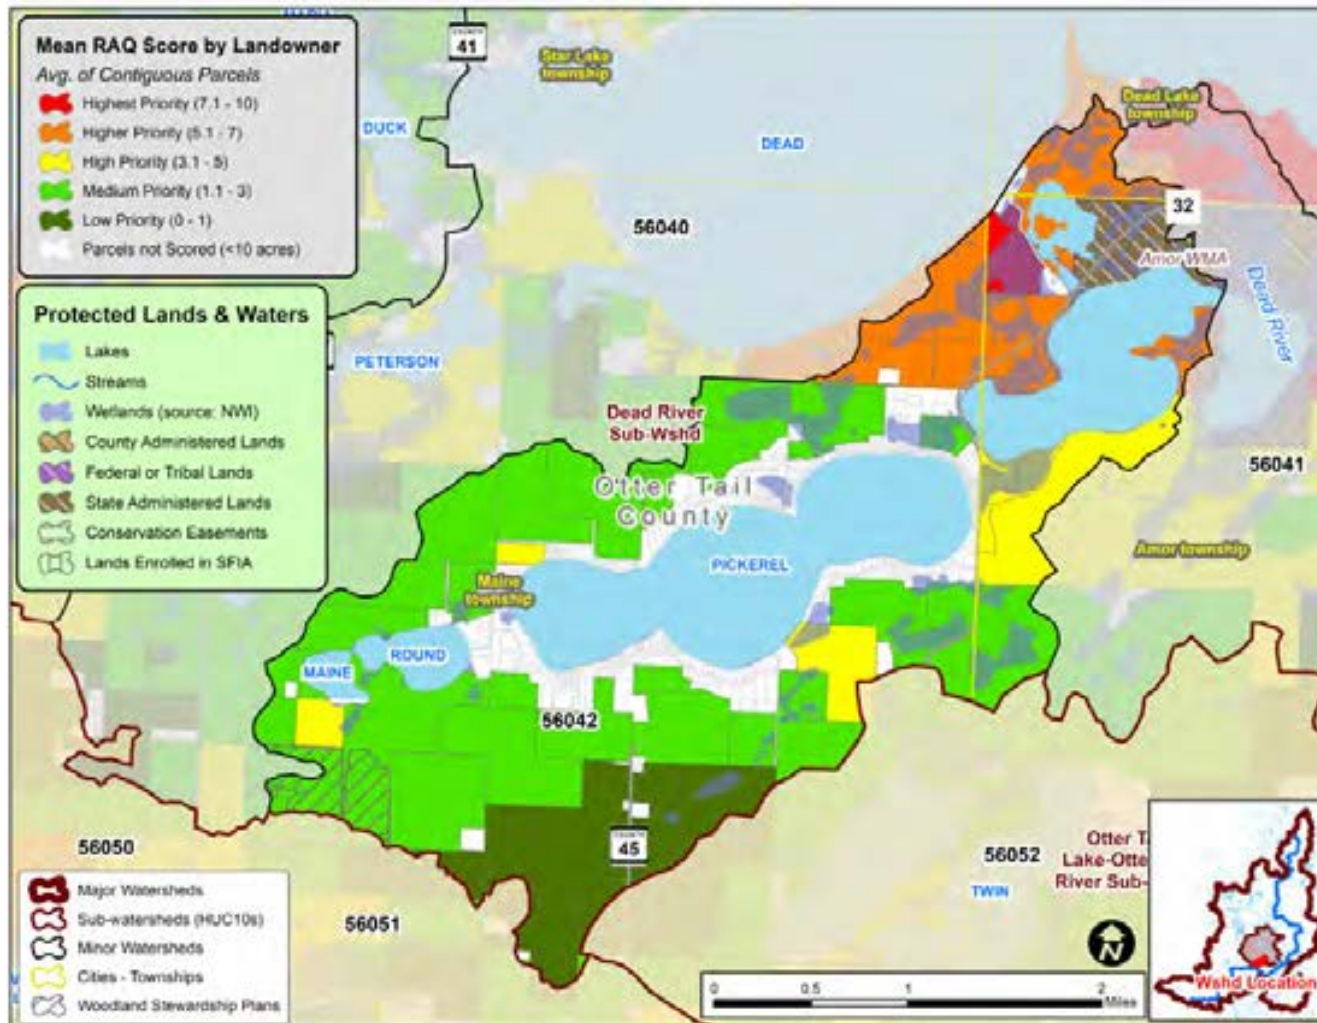 Mean RAQ Score by Landowner
Avg. of Contiguous Parcels
Highest Priority (7.1 - 10)
Higher Priority (5.1 - 7)
High Priority (3.1 - 5)
Medium Priority (1.1 - 3)
Low Priority (0 - 1)
Parcels not Scored (<10 acres)
Protected Lands & Waters
Lakes
Streams
Wetlands (source: NWI)
County Administered Lands
Federal or Tribal Lands
State Administered Lands
Conservation Easements
Lands Enrolled in SFIA
COUNTY
41
Star Lake
township
DUCK
DEAD
Dead Lake
township
56040
32
Amor WMA
Dead River
PETERSON
Dead River
Sub-Wshd
56041
Otter Tail
County
Amor township
PICKEREL
Maine
township
ROUND
MAINE
56042
COUNTY
45
56050
56051
56052
TWIN
Otter T
Lake-Otte
River Sub-
Major Watersheds
Sub-watersheds (HUC10s)
Minor Watersheds
Cities - Townships
Woodland Stewardship Plans
N
0 0.5 1 2
Miles
Wshd Location